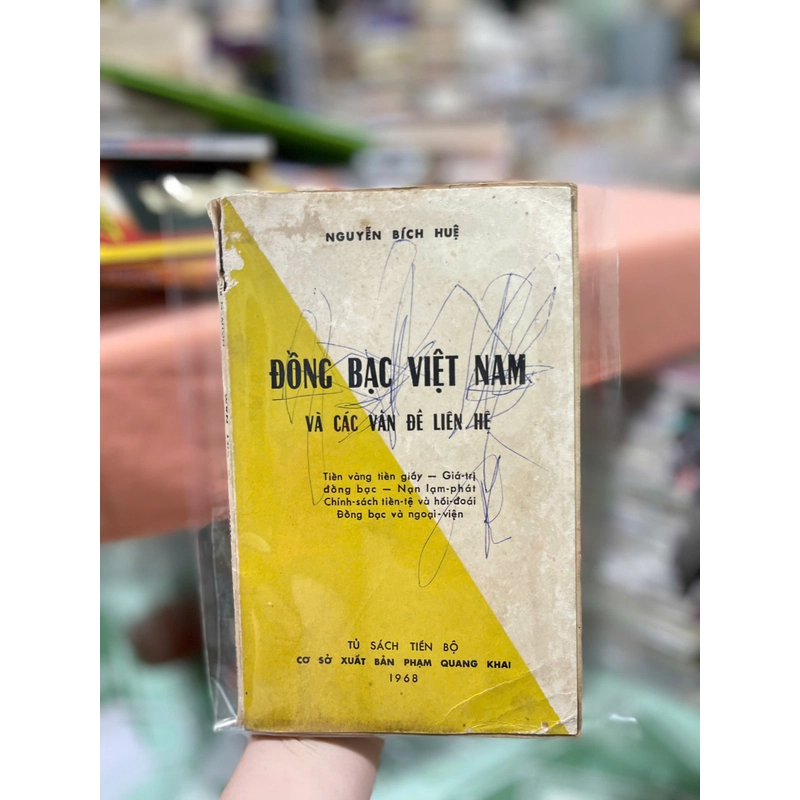 NGUYỄN BÍCH HUỆ
ĐỒNG BẠC VIỆT NAM
VÀ CÁC VẤN ĐỀ LIÊN HỆ
Tiền vàng tiền giấy — Giá-trị
đồng bạc — Nạn lạm-phát
Chính-sách tiền-tệ và hối-đoái
Đồng bạc và ngoại-viện
TỦ SÁCH TIẾN BỘ
CƠ SỞ XUẤT BẢN PHẠM QUANG KHAI
1968